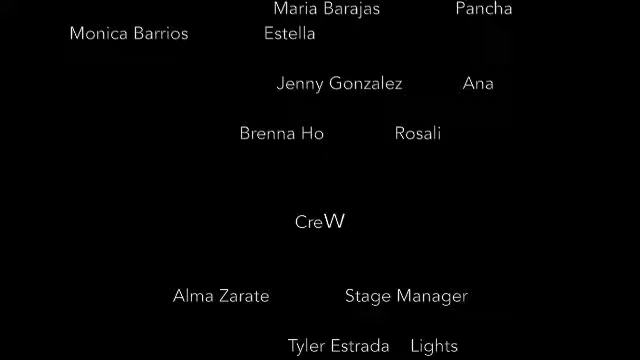 Maria Barajas Pancha
Monica Barrios Estella
Jenny Gonzalez Ana
Brenna Ho Rosali
CreW
Alma Zarate Stage Manager
Tyler Estrada Lights